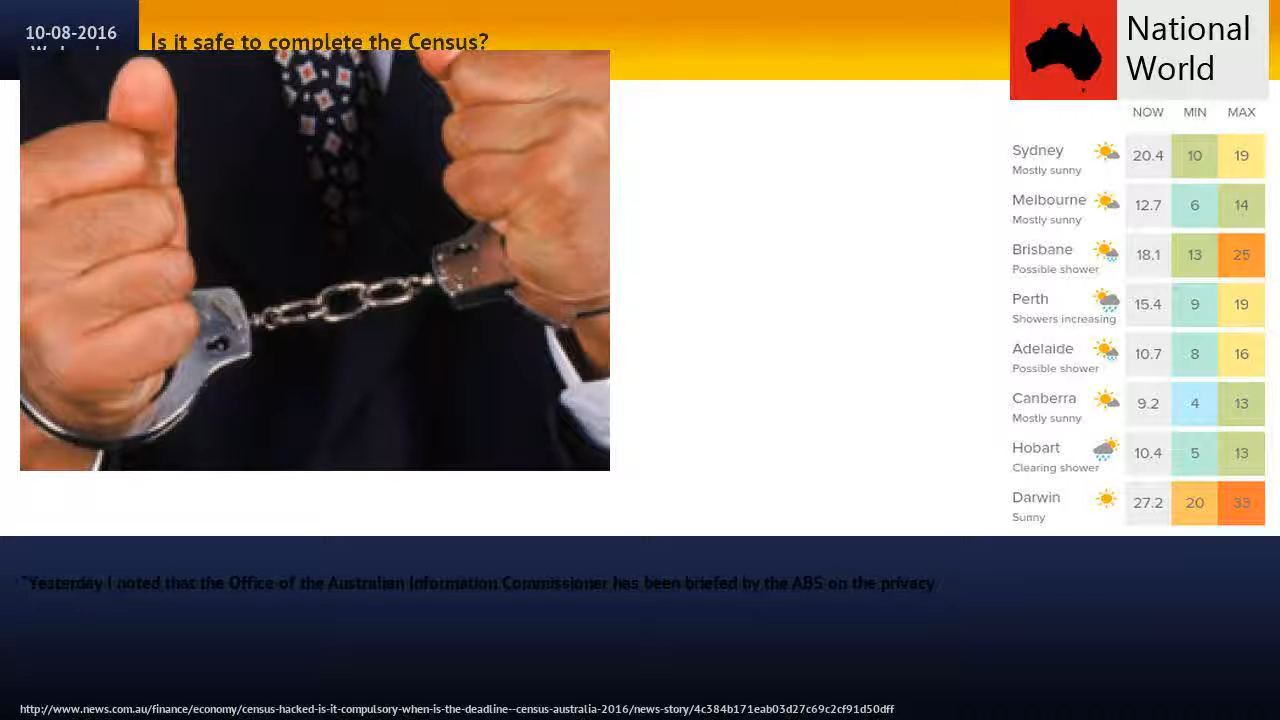 10-08-2016
Is it safe to complete the Census?
National
World
NOW MIN MAX
Sydney
Mostly sunny
20.4 10 19
Melbourne
Mostly sunny
12.7 6 14
Brisbane
Possible shower
18.1 13 25
Perth
Showers increasing
15.4 9 19
Adelaide
Possible shower
10.7 8 16
Canberra
Mostly sunny
9.2 4 13
Hobart
Clearing shower
10.4 5 13
Darwin
Sunny
27.2 20 33
"Yesterday I noted that the Office of the Australian Information Commissioner has been briefed by the ABS on the privacy
http://www.news.com.au/finance/economy/census-hacked-is-it-compulsory-when-is-the-deadline--census-australia-2016/news-story/4c384b171eab03d27c69c2cf91d50dff